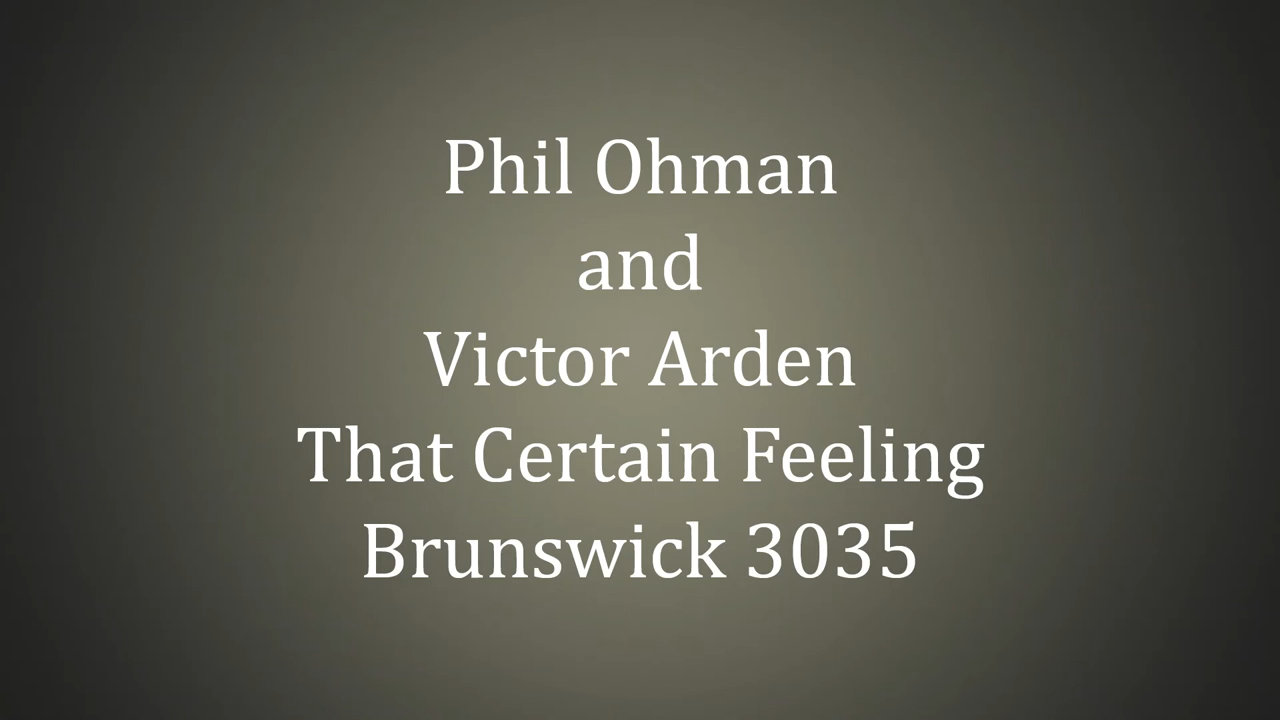 Phil Ohman
and
Victor Arden
That Certain Feeling
Brunswick 3035